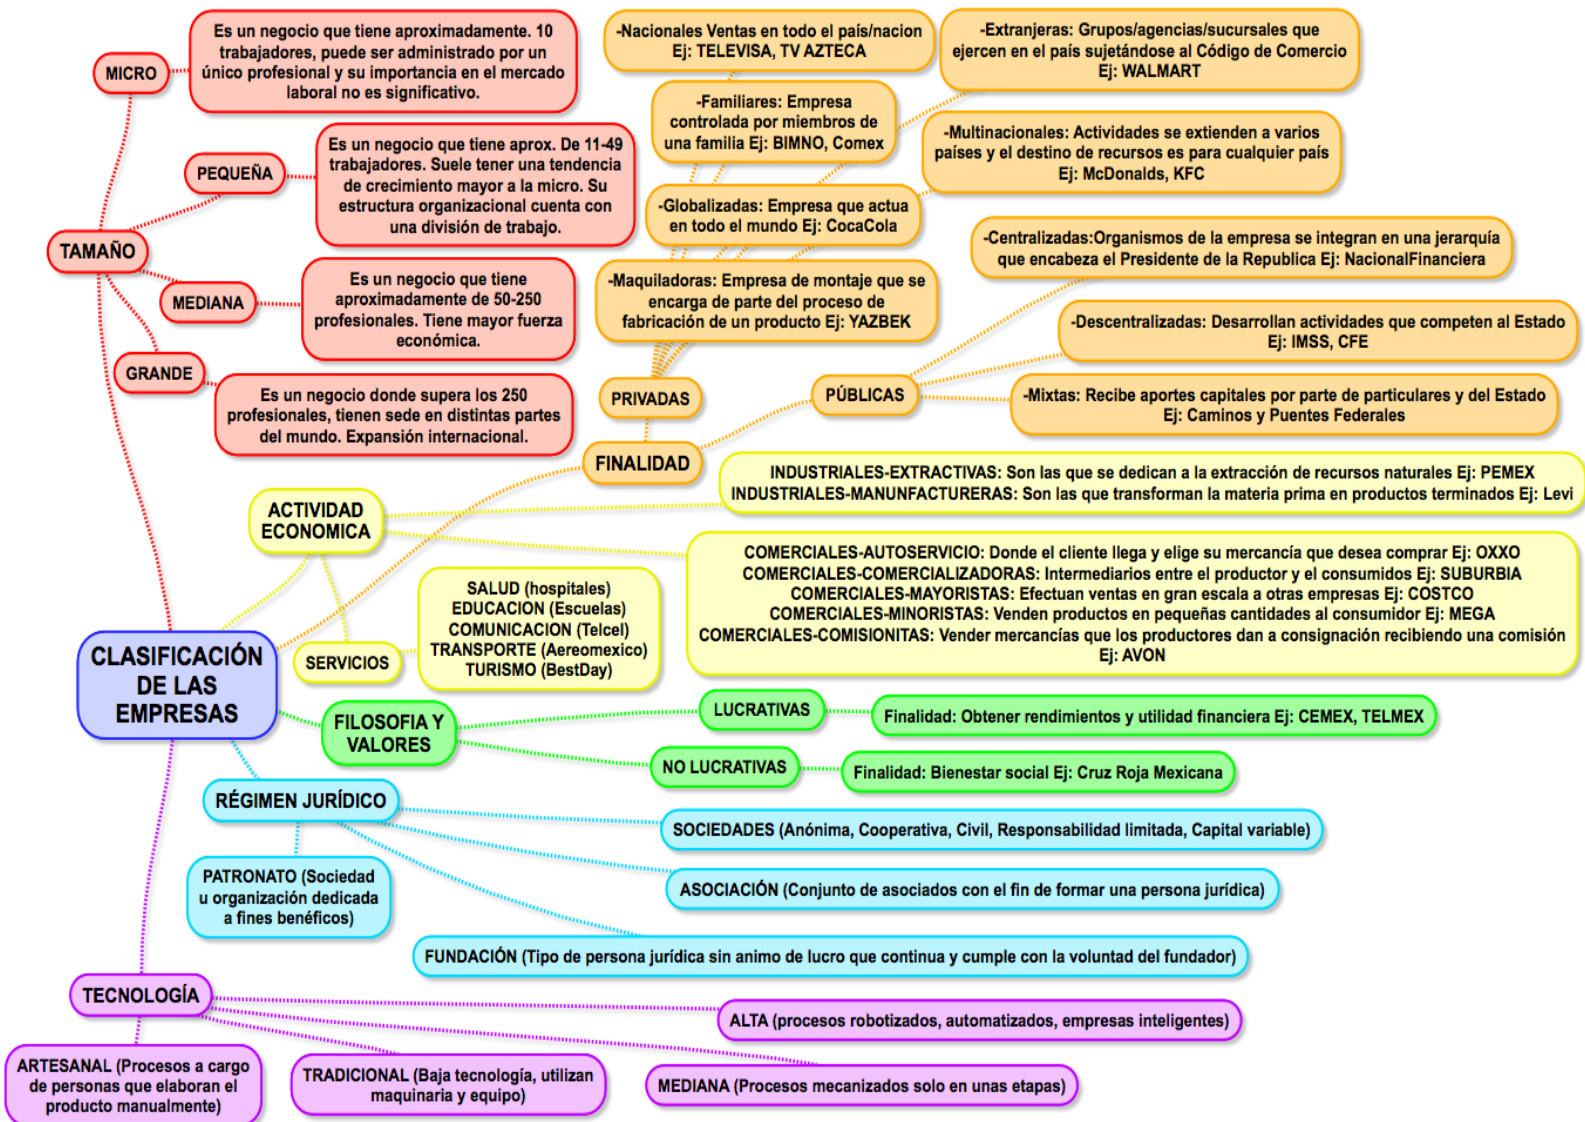 MICRO
Es un negocio que tiene aproximadamente. 10
trabajadores, puede ser administrado por un
único profesional y su importancia en el mercado
laboral no es significativo.
PEQUEÑA
Es un negocio que tiene aprox. De 11-49
trabajadores. Suele tener una tendencia
de crecimiento mayor a la micro. Su
estructura organizacional cuenta con
una división de trabajo.
TAMAÑO
MEDIANA
Es un negocio que tiene
aproximadamente de 50-250
profesionales. Tiene mayor fuerza
económica.
GRANDE
Es un negocio donde supera los 250
profesionales, tienen sede en distintas partes
del mundo. Expansión internacional.
-Nacionales Ventas en todo el país/nacion
Ej: TELEVISA, TV AZTECA
-Extranjeras: Grupos/agencias/sucursales que
ejercen en el país sujetándose al Código de Comercio
Ej: WALMART
-Familiares: Empresa
controlada por miembros de
una familia Ej: BIMNO, Comex
-Multinacionales: Actividades se extienden a varios
países y el destino de recursos es para cualquier país
Ej: McDonalds, KFC
-Globalizadas: Empresa que actua
en todo el mundo Ej: CocaCola
-Maquiladoras: Empresa de montaje que se
encarga de parte del proceso de
fabricación de un producto Ej: YAZBEK
-Centralizadas:Organismos de la empresa se integran en una jerarquía
que encabeza el Presidente de la Republica Ej: NacionalFinanciera
-Descentralizadas: Desarrollan actividades que competen al Estado
Ej: IMSS, CFE
PRIVADAS
PÚBLICAS
-Mixtas: Recibe aportes capitales por parte de particulares y del Estado
Ej: Caminos y Puentes Federales
FINALIDAD
ACTIVIDAD
ECONOMICA
INDUSTRIALES-EXTRACTIVAS: Son las que se dedican a la extracción de recursos naturales Ej: PEMEX
INDUSTRIALES-MANUNFACTURERAS: Son las que transforman la materia prima en productos terminados Ej: Levi
COMERCIALES-AUTOSERVICIO: Donde el cliente llega y elige su mercancía que desea comprar Ej: OXXO
COMERCIALES-COMERCIALIZADORAS: Intermediarios entre el productor y el consumidos Ej: SUBURBIA
COMERCIALES-MAYORISTAS: Efectuan ventas en gran escala a otras empresas Ej: COSTCO
COMERCIALES-MINORISTAS: Venden productos en pequeñas cantidades al consumidor Ej: MEGA
COMERCIALES-COMISIONITAS: Vender mercancías que los productores dan a consignación recibiendo una comisión
Ej: AVON
SERVICIOS
SALUD (hospitales)
EDUCACION (Escuelas)
COMUNICACION (Telcel)
TRANSPORTE (Aereomexico)
TURISMO (BestDay)
CLASIFICACIÓN
DE LAS
EMPRESAS
FILOSOFIA Y
VALORES
LUCRATIVAS
Finalidad: Obtener rendimientos y utilidad financiera Ej: CEMEX, TELMEX
NO LUCRATIVAS
Finalidad: Bienestar social Ej: Cruz Roja Mexicana
RÉGIMEN JURÍDICO
SOCIEDADES (Anónima, Cooperativa, Civil, Responsabilidad limitada, Capital variable)
PATRONATO (Sociedad
u organización dedicada
a fines benéficos)
ASOCIACIÓN (Conjunto de asociados con el fin de formar una persona jurídica)
FUNDACIÓN (Tipo de persona jurídica sin animo de lucro que continua y cumple con la voluntad del fundador)
TECNOLOGÍA
ALTA (procesos robotizados, automatizados, empresas inteligentes)
ARTESANAL (Procesos a cargo
de personas que elaboran el
producto manualmente)
TRADICIONAL (Baja tecnología, utilizan
maquinaria y equipo)
MEDIANA (Procesos mecanizados solo en unas etapas)